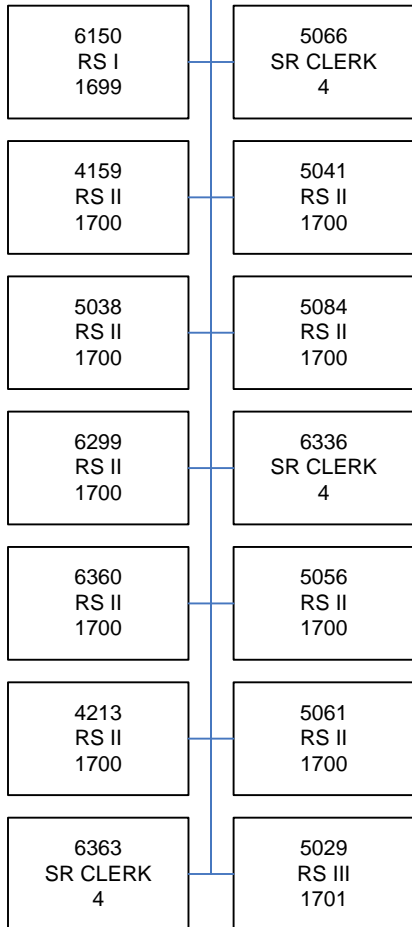 6150
RS I
1699
5066
SR CLERK
4
4159
RS II
1700
5041
RS II
1700
5038
RS II
1700
5084
RS II
1700
6299
RS II
1700
6336
SR CLERK
4
6360
RS II
1700
5056
RS II
1700
4213
RS II
1700
5061
RS II
1700
6363
SR CLERK
4
5029
RS III
1701